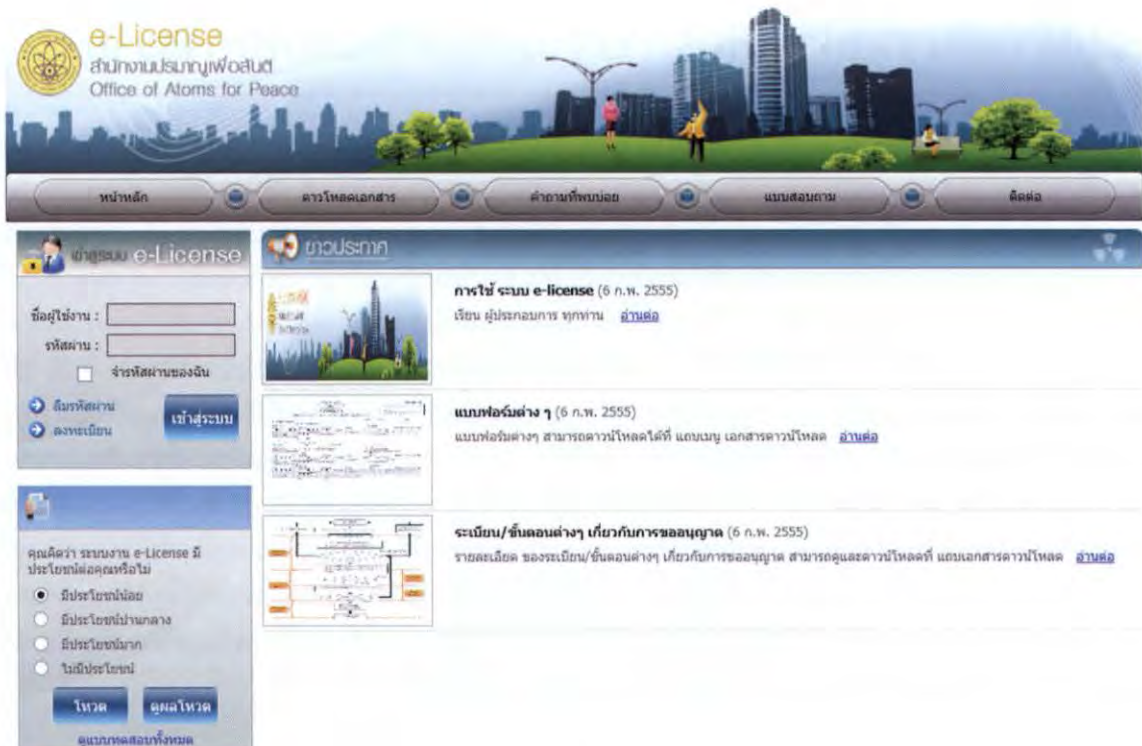 e-License
สำนักงานปรมาณูเพื่อสันติ
Office of Atoms for Peace
หน้าหลัก
ดาวโหลดเอกสาร
คำถามที่พบบ่อย
แบบสอบถาม
ติดต่อ
เข้าสู่ระบบ e-License
ชื่อผู้ใช้งาน :
รหัสผ่าน :
จำรหัสผ่านของฉัน
ลืมรหัสผ่าน
ลงทะเบียน
เข้าสู่ระบบ
คุณคิดว่า ระบบงาน e-License มี
ประโยชน์ต่อคุณหรือไม่
มีประโยชน์น้อย
มีประโยชน์ปานกลาง
มีประโยชน์มาก
ไม่มีประโยชน์
โหวต
ดูผลโหวต
ดูแบบทดสอบทั้งหมด
ข่าวประกาศ
การใช้ ระบบ e-license (6 ก.พ. 2555)
เรียน ผู้ประกอบการ ทุกท่าน อ่านต่อ
แบบฟอร์มต่าง ๆ (6 ก.พ. 2555)
แบบฟอร์มต่างๆ สามารถดาวน์โหลดได้ที่ แถบเมนู เอกสารดาวน์โหลด อ่านต่อ
ระเบียบ/ขั้นตอนต่างๆ เกี่ยวกับการขออนุญาต (6 ก.พ. 2555)
รายละเอียด ของระเบียบ/ขั้นตอนต่างๆ เกี่ยวกับการขออนุญาต สามารถดูและดาวน์โหลดที่ แถบเอกสารดาวน์โหลด อ่านต่อ